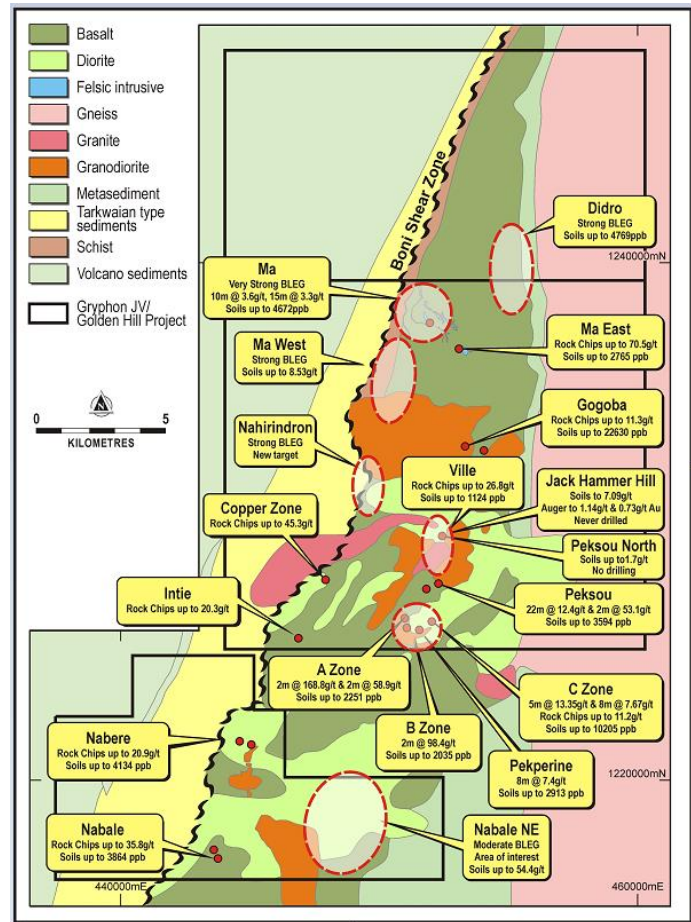 Basalt
Diorite
Felsic intrusive
Gneiss
Granite
Granodiorite
Metasediment
Tarkwaian type
sediments
Schist
Volcano sediments
Gryphon JV/
Golden Hill Project
0 5
KILOMETRES
Boni Shear Zone
Didro
Strong BLEG
Soils up to 4769ppb
1240000mN
Ma
Very Strong BLEG
10m @ 3.6g/t, 15m @ 3.3g/t
Soils up to 4672ppb
Ma East
Rock Chips up to 70.5g/t
Soils up to 2765 ppb
Ma West
Strong BLEG
Soils up to 8.53g/t
Gogoba
Rock Chips up to 11.3g/t
Soils up to 22630 ppb
Nahirindron
Strong BLEG
New target
Ville
Rock Chips up to 26.8g/t
Soils up to 1124 ppb
Jack Hammer Hill
Soils to 7.09g/t
Auger to 1.14g/t & 0.73g/t Au
Never drilled
Copper Zone
Rock Chips up to 45.3g/t
Peksou North
Soils up to1.7g/t
No drilling
Intie
Rock Chips up to 20.3g/t
Peksou
22m @ 12.4g/t & 2m @ 53.1g/t
Soils up to 3594 ppb
A Zone
2m @ 168.8g/t & 2m @ 58.9g/t
Soils up to 2251 ppb
C Zone
5m @ 13.35g/t & 8m @ 7.67g/t
Rock Chips up to 11.2g/t
Soils up to 10205 ppb
B Zone
2m @ 98.4g/t
Soils up to 2035 ppb
Nabere
Rock Chips up to 20.9g/t
Soils up to 4134 ppb
Pekperine
8m @ 7.4g/t
Soils up to 2913 ppb
1220000mN
Nabale
Rock Chips up to 35.8g/t
Soils up to 3864 ppb
Nabale NE
Moderate BLEG
Area of interest
Soils up to 54.4g/t
440000mE
460000mE